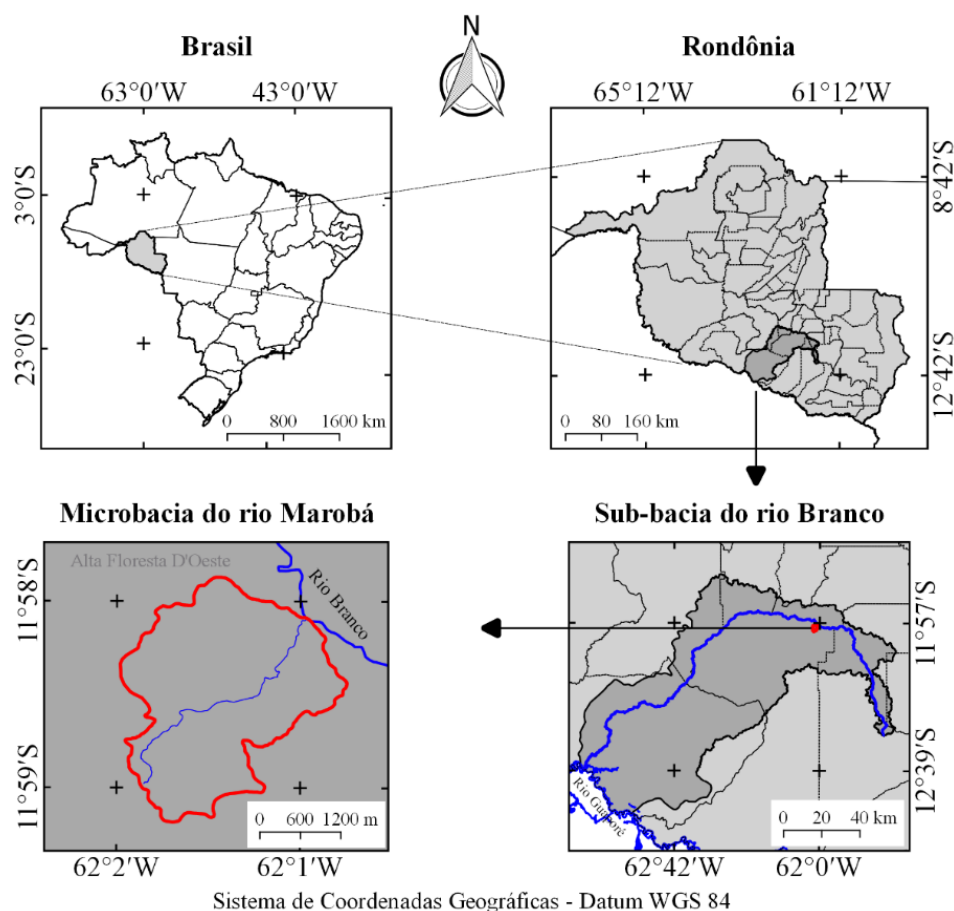 N
Brasil
Rondônia
63°0′W 43°0′W
65°12′W 61°12′W
3°0′S
23°0′S
8°42′S
12°42′S
0 800 1600 km
0 80 160 km
Microbacia do rio Marobá
Sub-bacia do rio Branco
Alta Floresta D'Oeste
Rio Branco
11°58′S
11°59′S
11°57′S
12°39′S
Rio Guaporé
0 600 1200 m
0 20 40 km
62°2′W 62°1′W
62°42′W 62°0′W
Sistema de Coordenadas Geográficas - Datum WGS 84